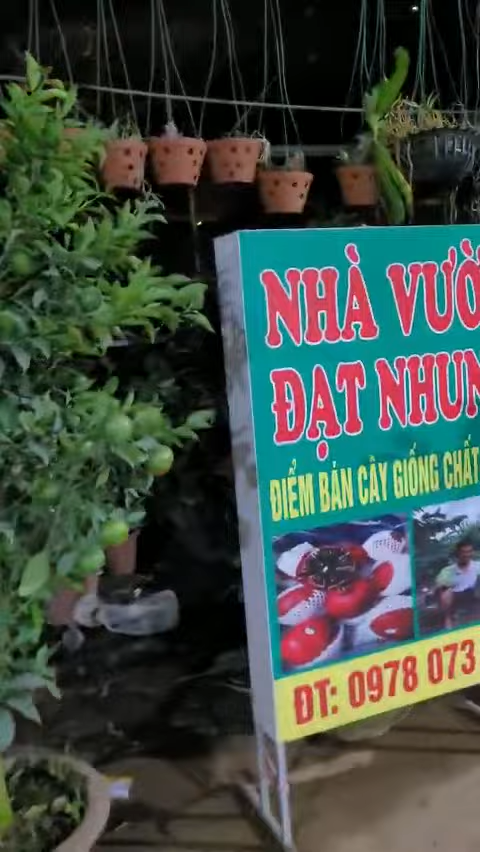 NHÀ VƯỜ
ĐẠT NHUN
ĐIỂM BÁN CÂY GIỐNG CHẤT
ĐT: 0978 073